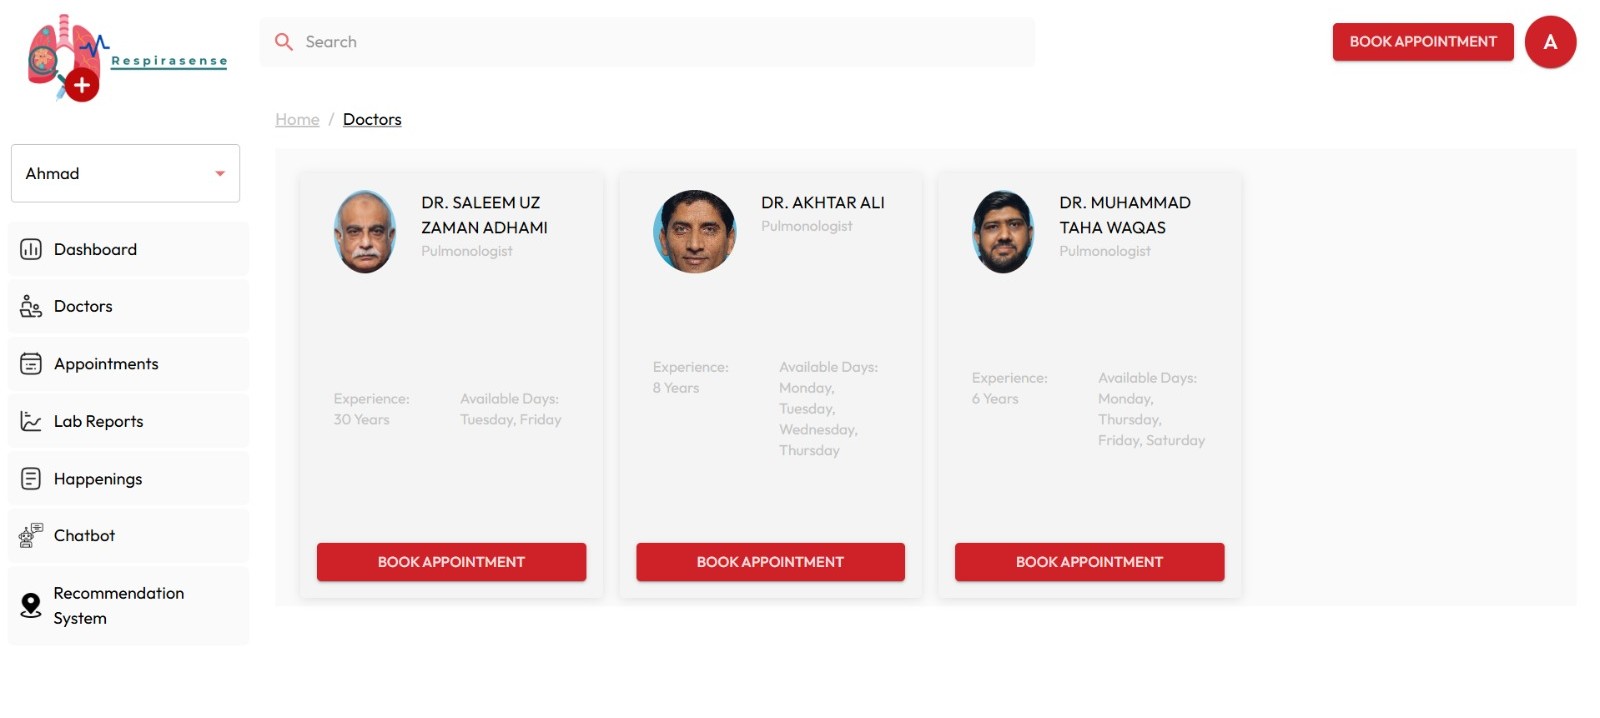 Respirasense
Search
BOOK APPOINTMENT
A
Home / Doctors
Ahmad
Dashboard
Doctors
Appointments
Lab Reports
Happenings
Chatbot
Recommendation
System
DR. SALEEM UZ
ZAMAN ADHAMI
Pulmonologist
Experience:
30 Years
Available Days:
Tuesday, Friday
BOOK APPOINTMENT
DR. AKHTAR ALI
Pulmonologist
Experience:
8 Years
Available Days:
Monday,
Tuesday,
Wednesday,
Thursday
BOOK APPOINTMENT
DR. MUHAMMAD
TAHA WAQAS
Pulmonologist
Experience:
6 Years
Available Days:
Monday,
Thursday,
Friday, Saturday
BOOK APPOINTMENT